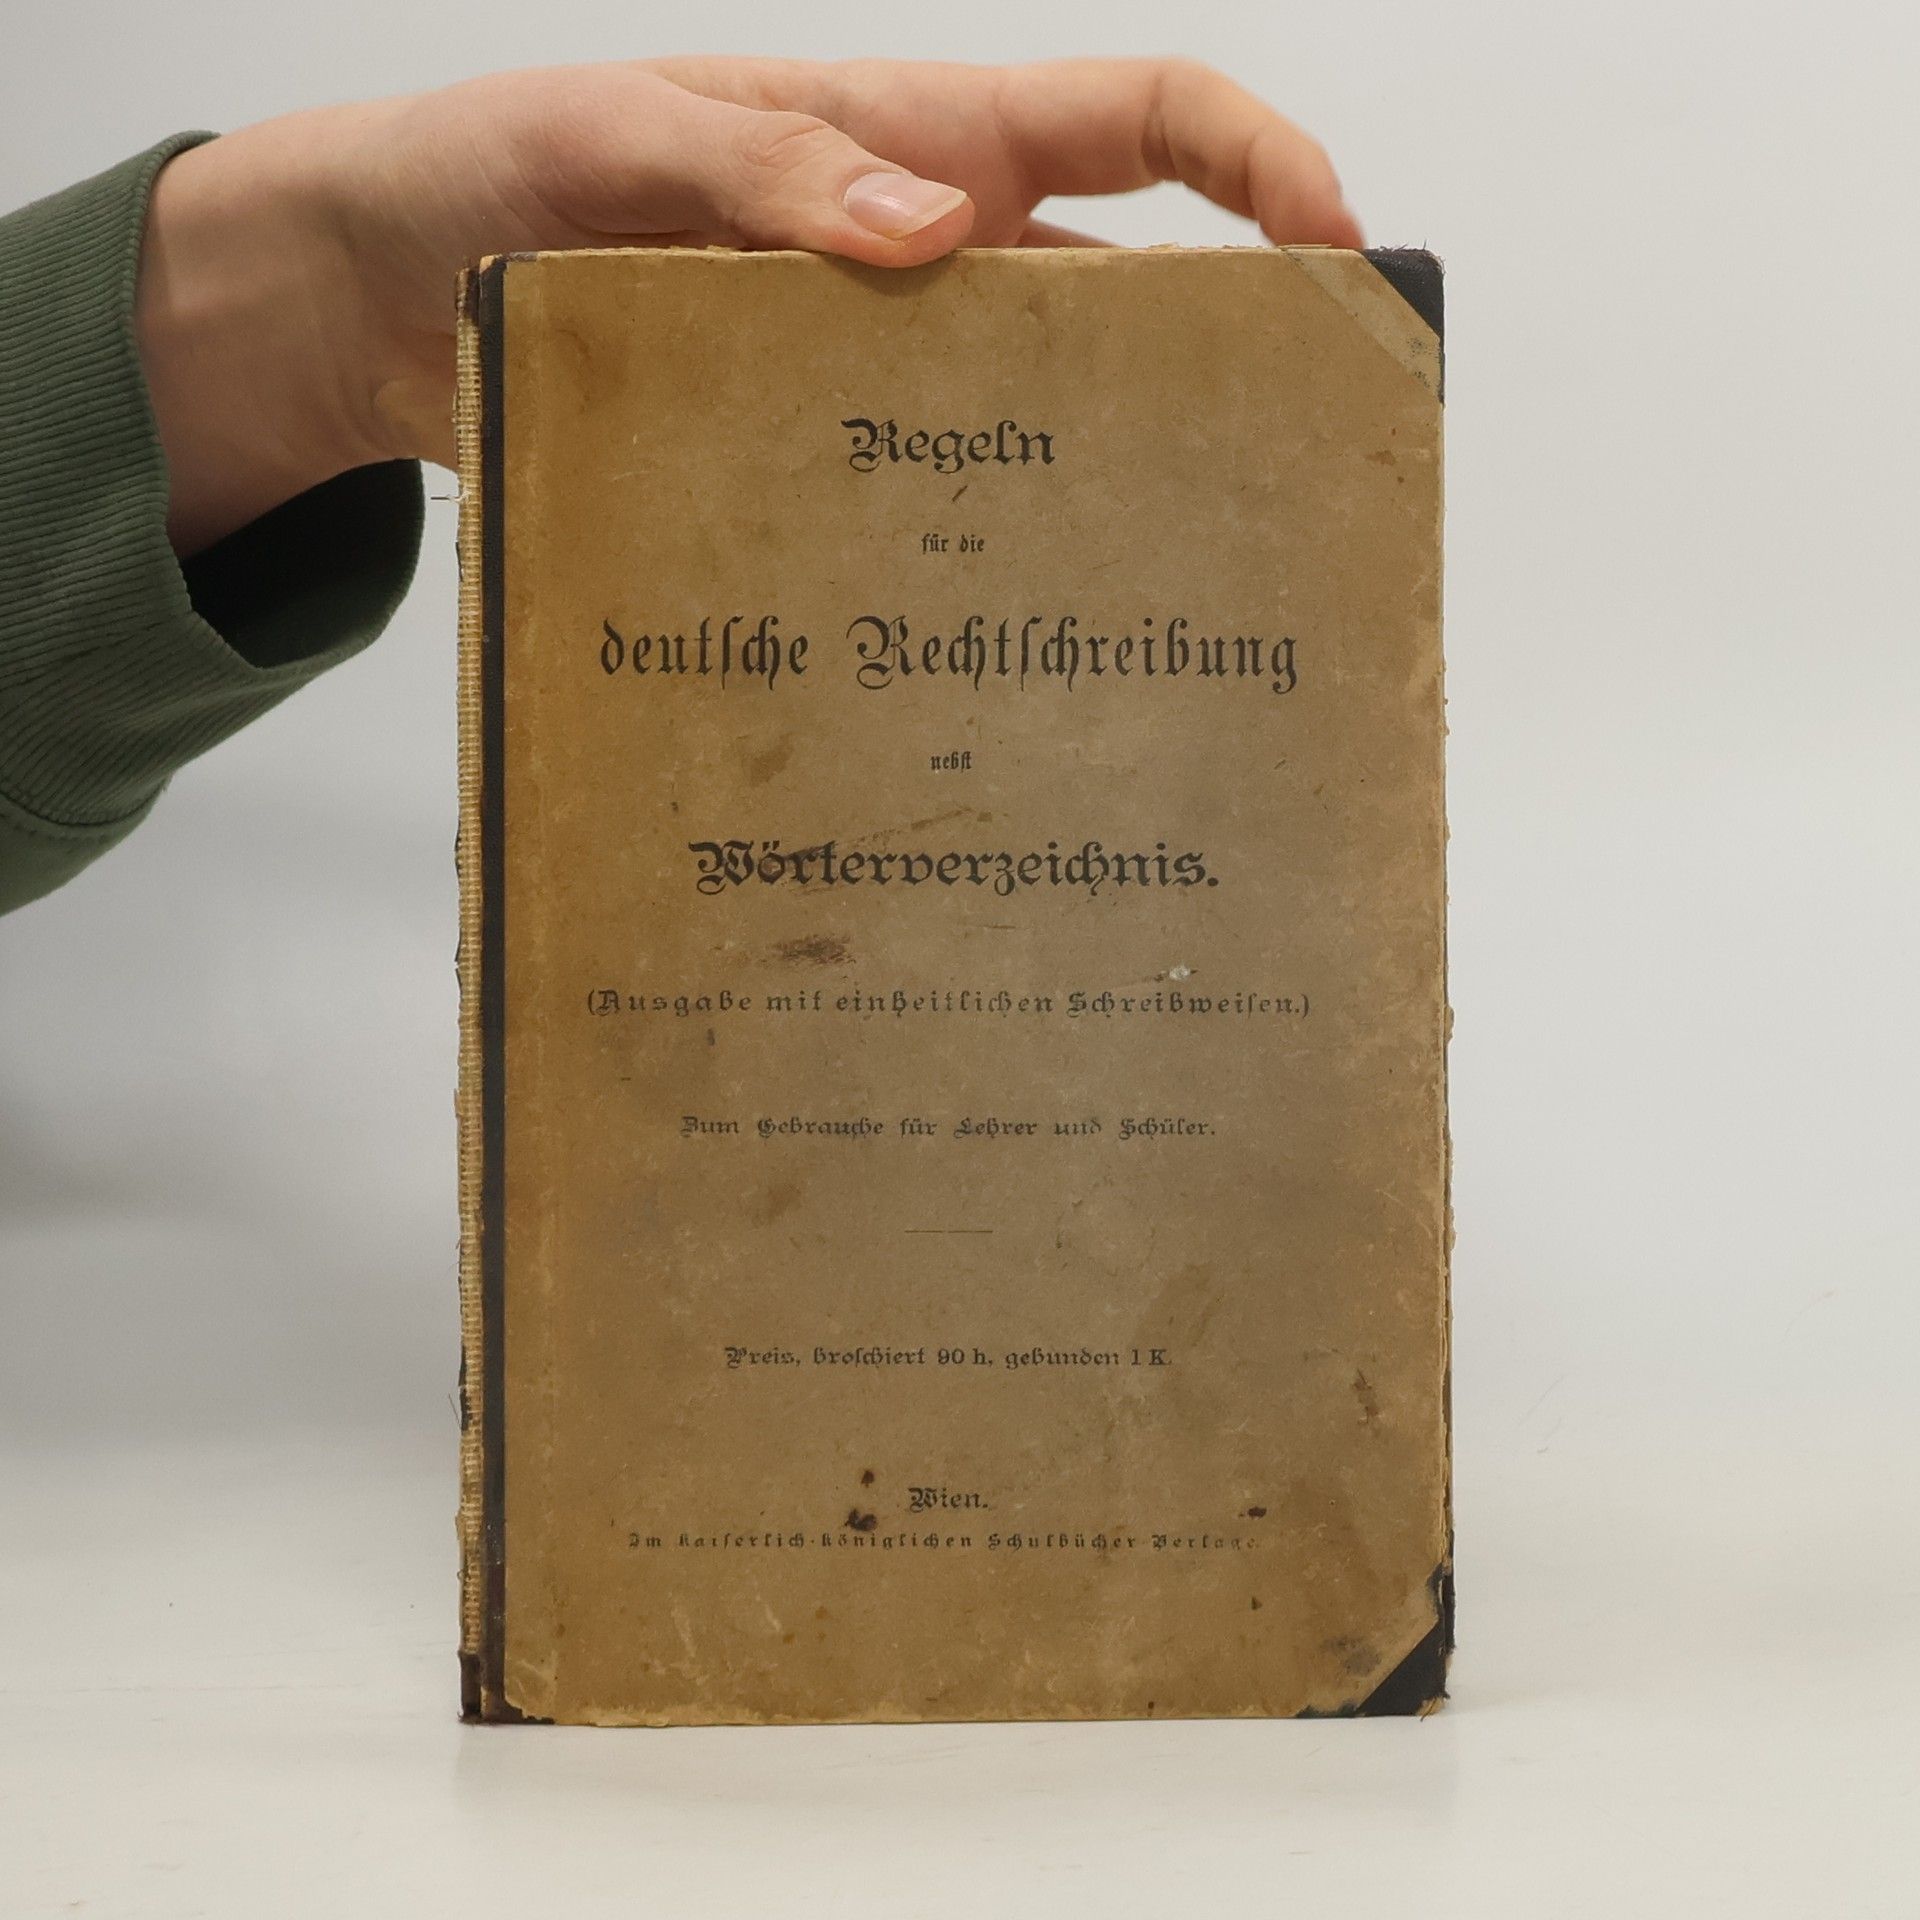 Regeln
für die
deutſche Rechtſchreibung
nebſt
Wörterverzeichnis.
(Ausgabe mit einheitlichen Schreibweiſen.)
Zum Gebrauche für Lehrer und Schüler.
Preis, broſchiert 90 h, gebunden 1 K.
Wien.
Im kaiſerlich-königlichen Schulbücher-Verlage.